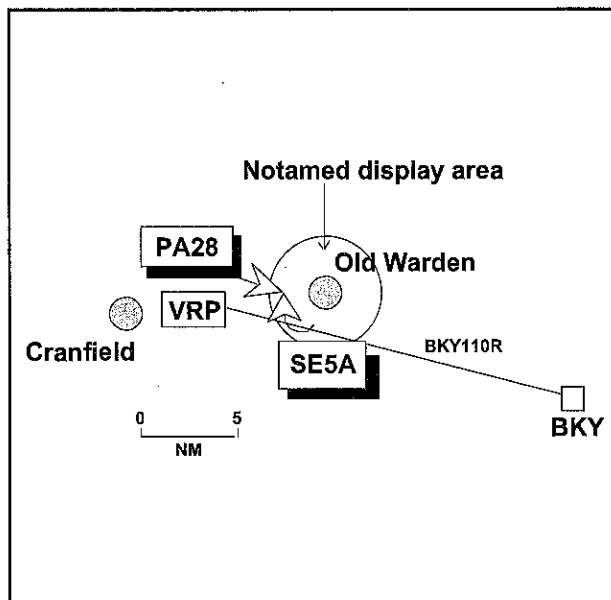 Notamed display area
PA28
Old Warden
VRP
Cranfield
BKY110R
SE5A
0 5
NM
BKY